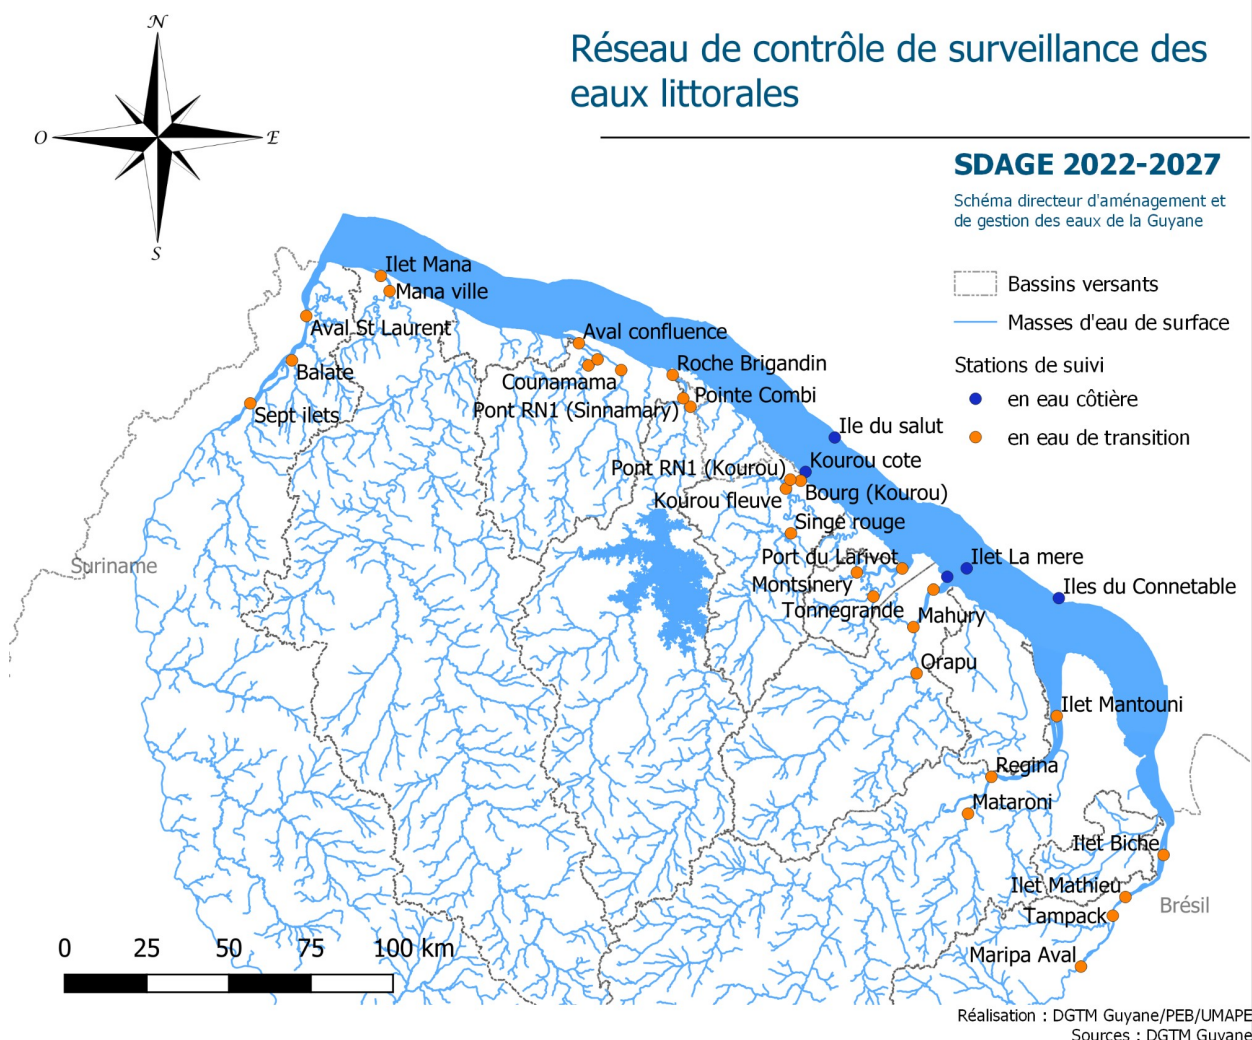 N
O
E
S
Réseau de contrôle de surveillance des
eaux littorales
SDAGE 2022-2027
Schéma directeur d'aménagement et
de gestion des eaux de la Guyane
Bassins versants
Masses d'eau de surface
Stations de suivi
en eau côtière
en eau de transition
Ilet Mana
Mana ville
Aval St Laurent
Balate
Sept ilets
Aval confluence
Counamama
Roche Brigandin
Pointe Combi
Pont RN1 (Sinnamary)
Ile du salut
Kourou cote
Pont RN1 (Kourou)
Bourg (Kourou)
Kourou fleuve
Singe rouge
Port du Larivot
Montsinery
Tonnegrande
Ilet La mere
Iles du Connetable
Mahury
Orapu
Ilet Mantouni
Regina
Mataroni
Ilet Biche
Ilet Mathieu
Tampack
Maripa Aval
Suriname
Brésil
0 25 50 75 100 km
Réalisation : DGTM Guyane/PEB/UMAPE
Sources : DGTM Guyane